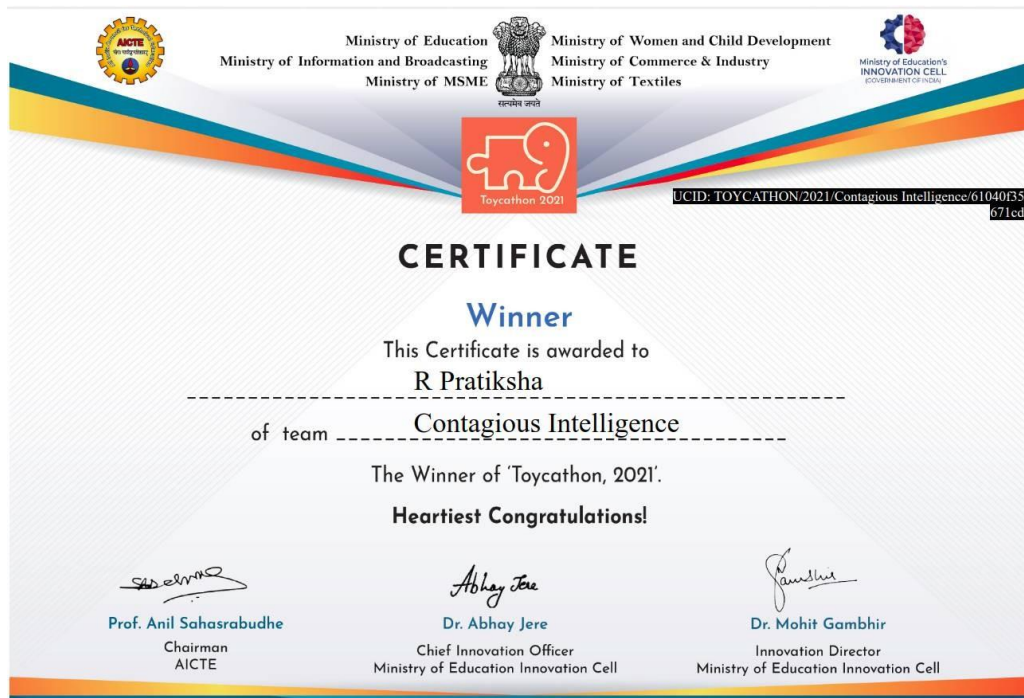 AICTE
Ministry of Education
Ministry of Information and Broadcasting
Ministry of MSME
सत्यमेव जयते
Ministry of Women and Child Development
Ministry of Commerce & Industry
Ministry of Textiles
Ministry of Education's
INNOVATION CELL
(GOVERNMENT OF INDIA)
Toycathon 2021
UCID: TOYCATHON/2021/Contagious Intelligence/61040f35
671cd
CERTIFICATE
Winner
This Certificate is awarded to
R Pratiksha
of team Contagious Intelligence
The Winner of 'Toycathon, 2021'.
Heartiest Congratulations!
Abhay Jere
Prof. Anil Sahasrabudhe
Chairman
AICTE
Dr. Abhay Jere
Chief Innovation Officer
Ministry of Education Innovation Cell
Dr. Mohit Gambhir
Innovation Director
Ministry of Education Innovation Cell